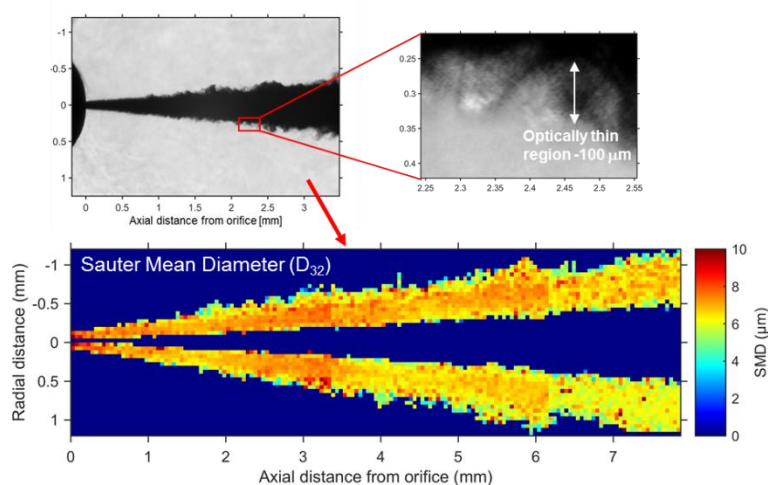 -1
-0.5
0
0.5
1
0 0.5 1 1.5 2 2.5 3
Axial distance from orifice [mm]
0.25
0.3
0.35
0.4
Optically thin
region -100 μm
2.25 2.3 2.35 2.4 2.45 2.5 2.55
Sauter Mean Diameter (D32)
Radial distance (mm)
-1
-0.5
0
0.5
1
0 1 2 3 4 5 6 7
Axial distance from orifice (mm)
10
8
6
4
2
0
SMD (μm)